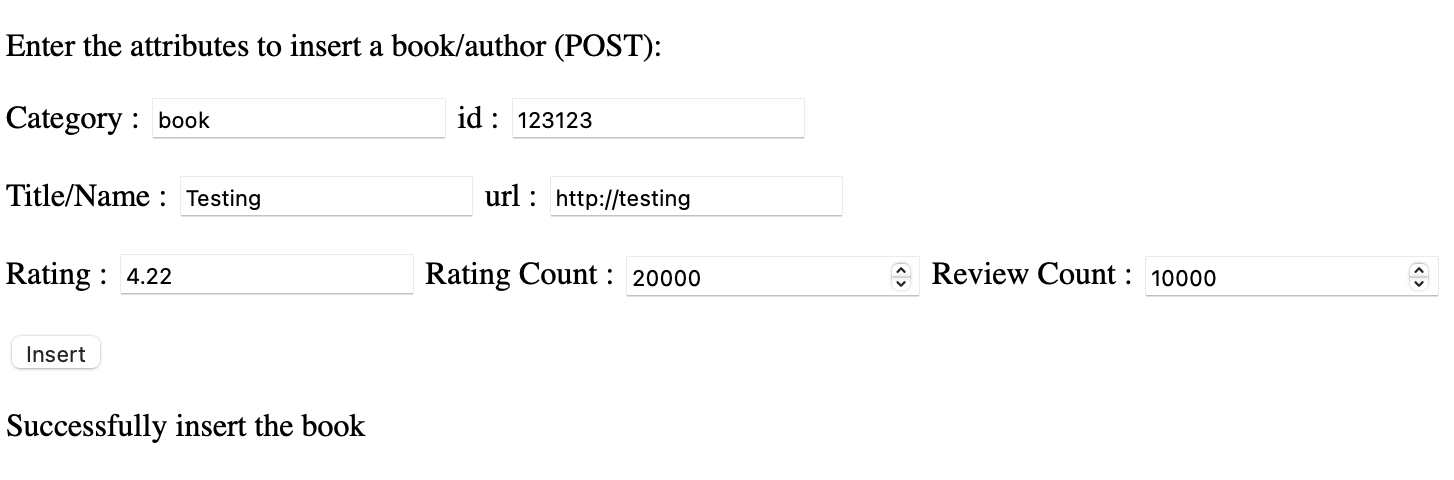 Enter the attributes to insert a book/author (POST):
Category : book id : 123123
Title/Name : Testing url : http://testing
Rating : 4.22 Rating Count : 20000 Review Count : 10000
Insert
Successfully insert the book